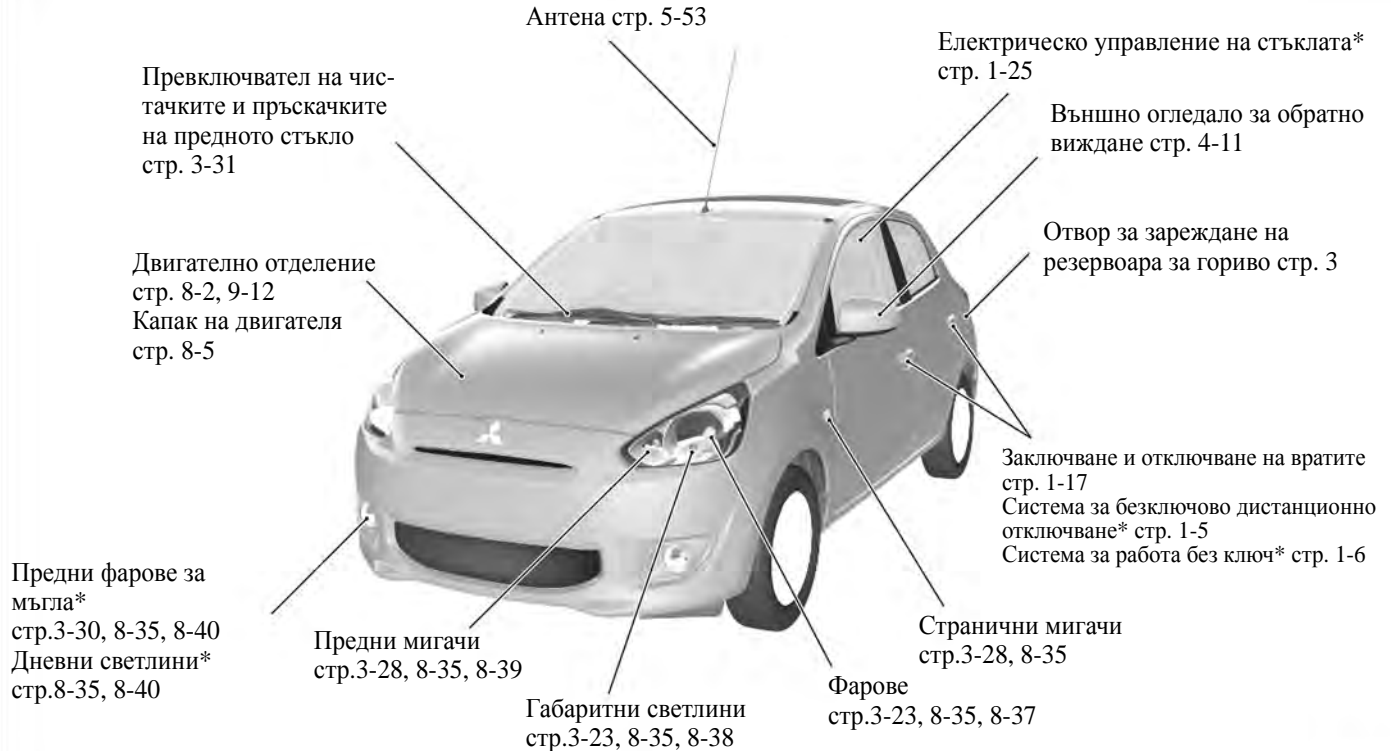 Антена стр. 5-53
Електрическо управление на стъклата*
стр. 1-25
Превключвател на чис-
тачките и пръскачките
на предното стъкло
стр. 3-31
Външно огледало за обратно
виждане стр. 4-11
Отвор за зареждане на
резервоара за гориво стр. 3
Двигателно отделение
стр. 8-2, 9-12
Капак на двигателя
стр. 8-5
Заключване и отключване на вратите
стр. 1-17
Система за безключово дистанционно
отключване* стр. 1-5
Система за работа без ключ* стр. 1-6
Предни фарове за
мъгла*
стр.3-30, 8-35, 8-40
Дневни светлини*
стр.8-35, 8-40
Предни мигачи
стр.3-28, 8-35, 8-39
Габаритни светлини
стр.3-23, 8-35, 8-38
Фарове
стр.3-23, 8-35, 8-37
Странични мигачи
стр.3-28, 8-35